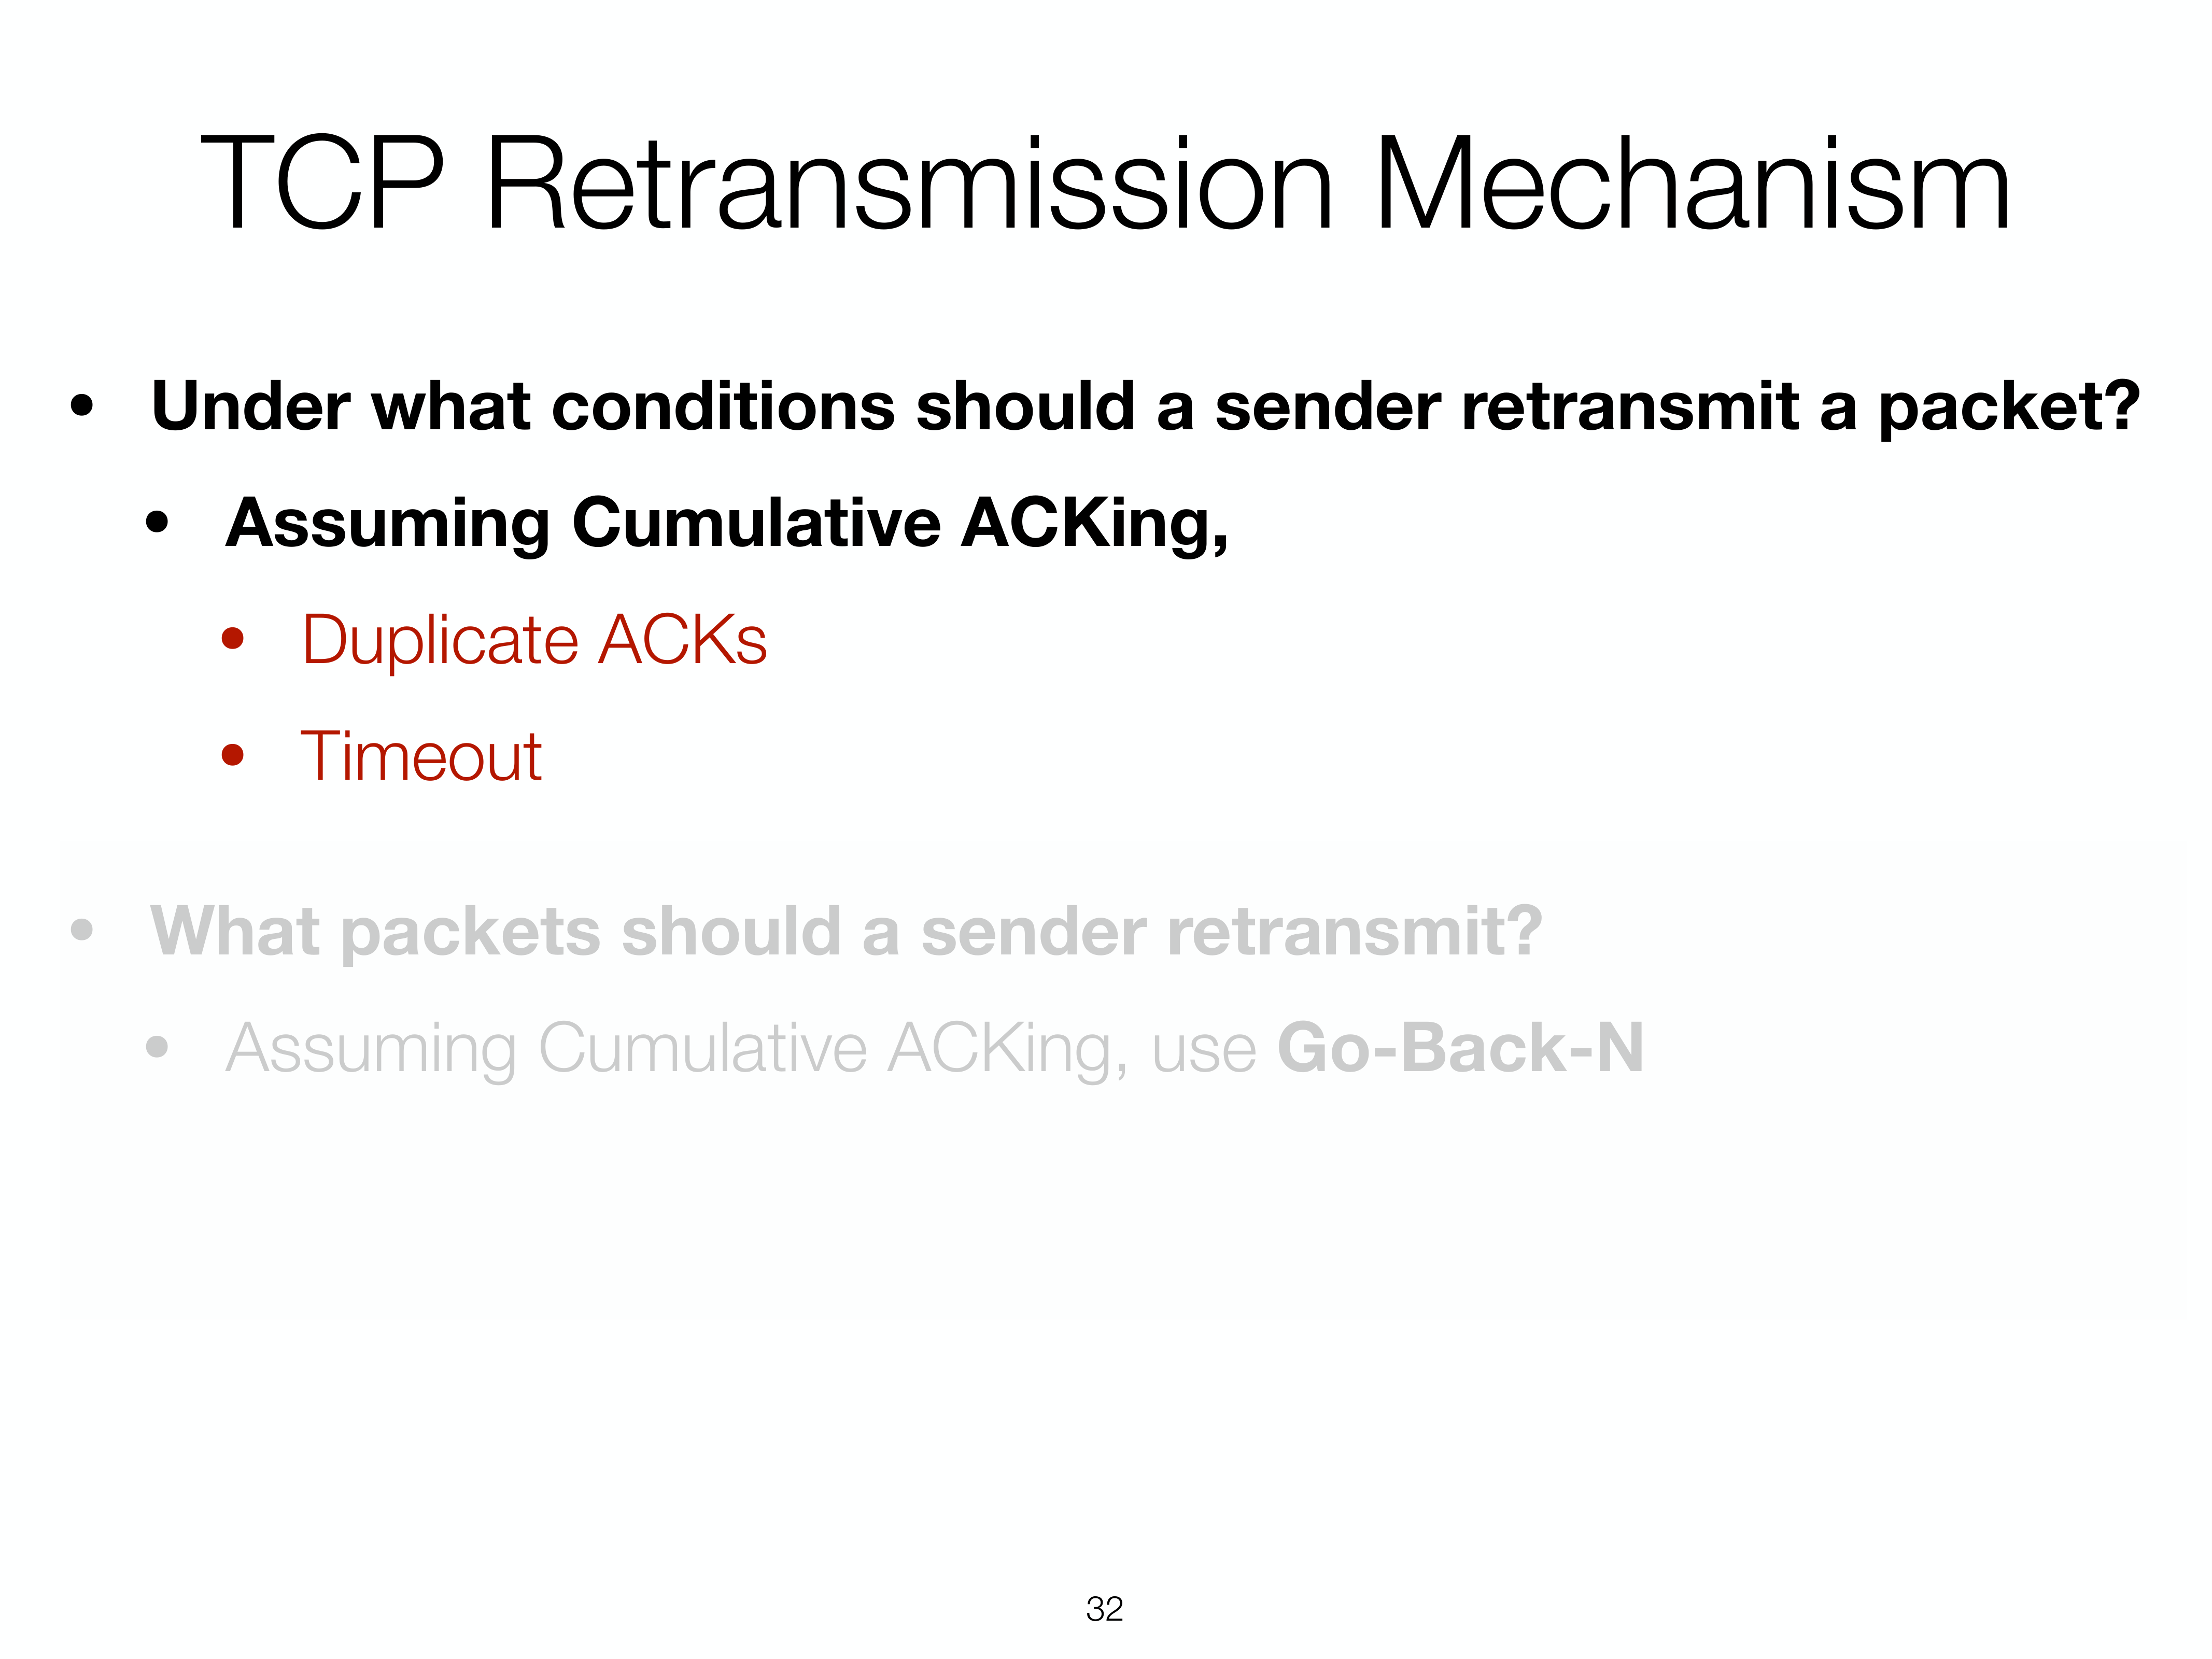 TCP Retransmission Mechanism
• Under what conditions should a sender retransmit a packet?
• Assuming Cumulative ACKing,
• Duplicate ACKs
• Timeout
• What packets should a sender retransmit?
• Assuming Cumulative ACKing, use Go-Back-N
32